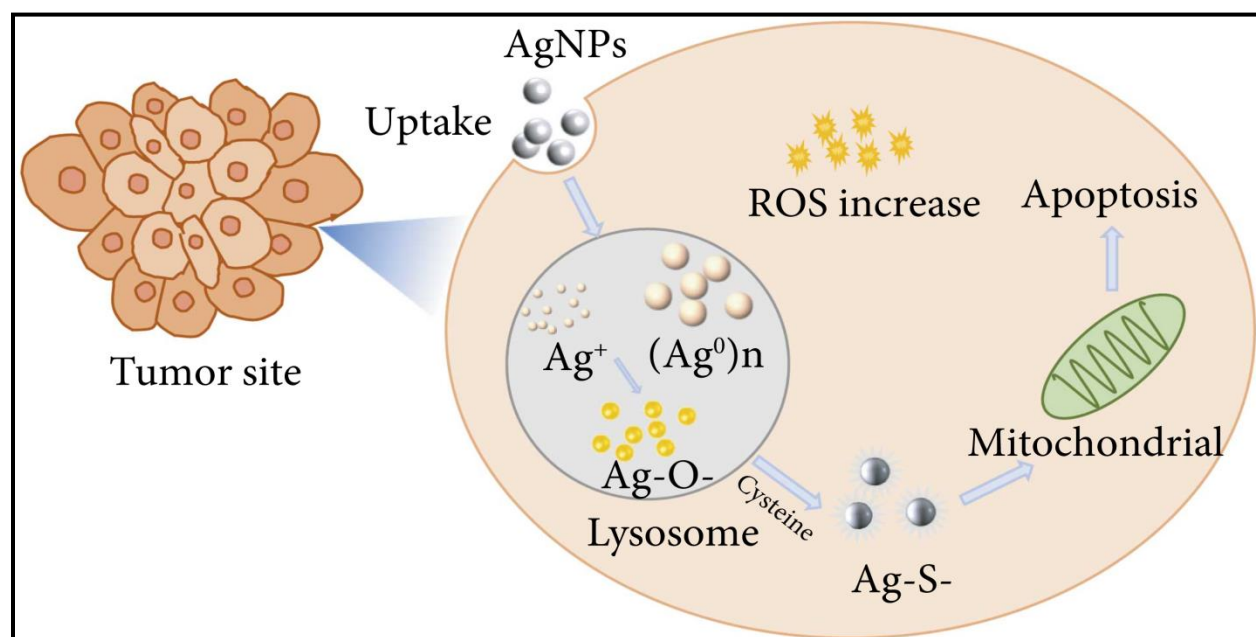 AgNPs
Uptake
Tumor site
ROS increase
Apoptosis
Ag⁺
(Ag⁰)n
Ag-O-
Lysosome
Cysteine
Ag-S-
Mitochondrial